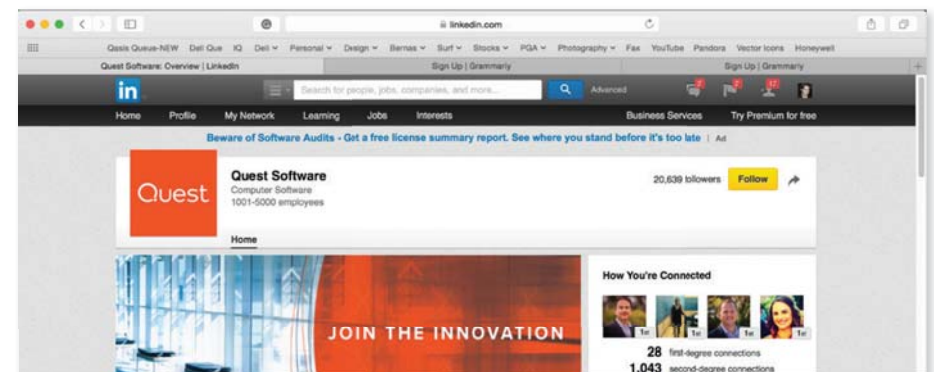 linkedin.com
Qssis Queue-NEW Dell Que IQ Dell Personal Design Bernas Surf Stocks PGA Photography Fax YouTube Pandora Vector Icons Honeywell
Quest Software: Overview | LinkedIn Sign Up | Grammarly Sign Up | Grammarly
in Search for people, jobs, companies, and more... Advanced 2 2 17
Home Profile My Network Learning Jobs Interests Business Services Try Premium for free
Beware of Software Audits - Get a free license summary report. See where you stand before it's too late | Ad
Quest
Quest Software
Computer Software
1001-5000 employees
20,639 followers Follow
Home
JOIN THE INNOVATION
How You're Connected
1st 1st 1st 1st
28 first-degree connections
1,043 second-degree connections